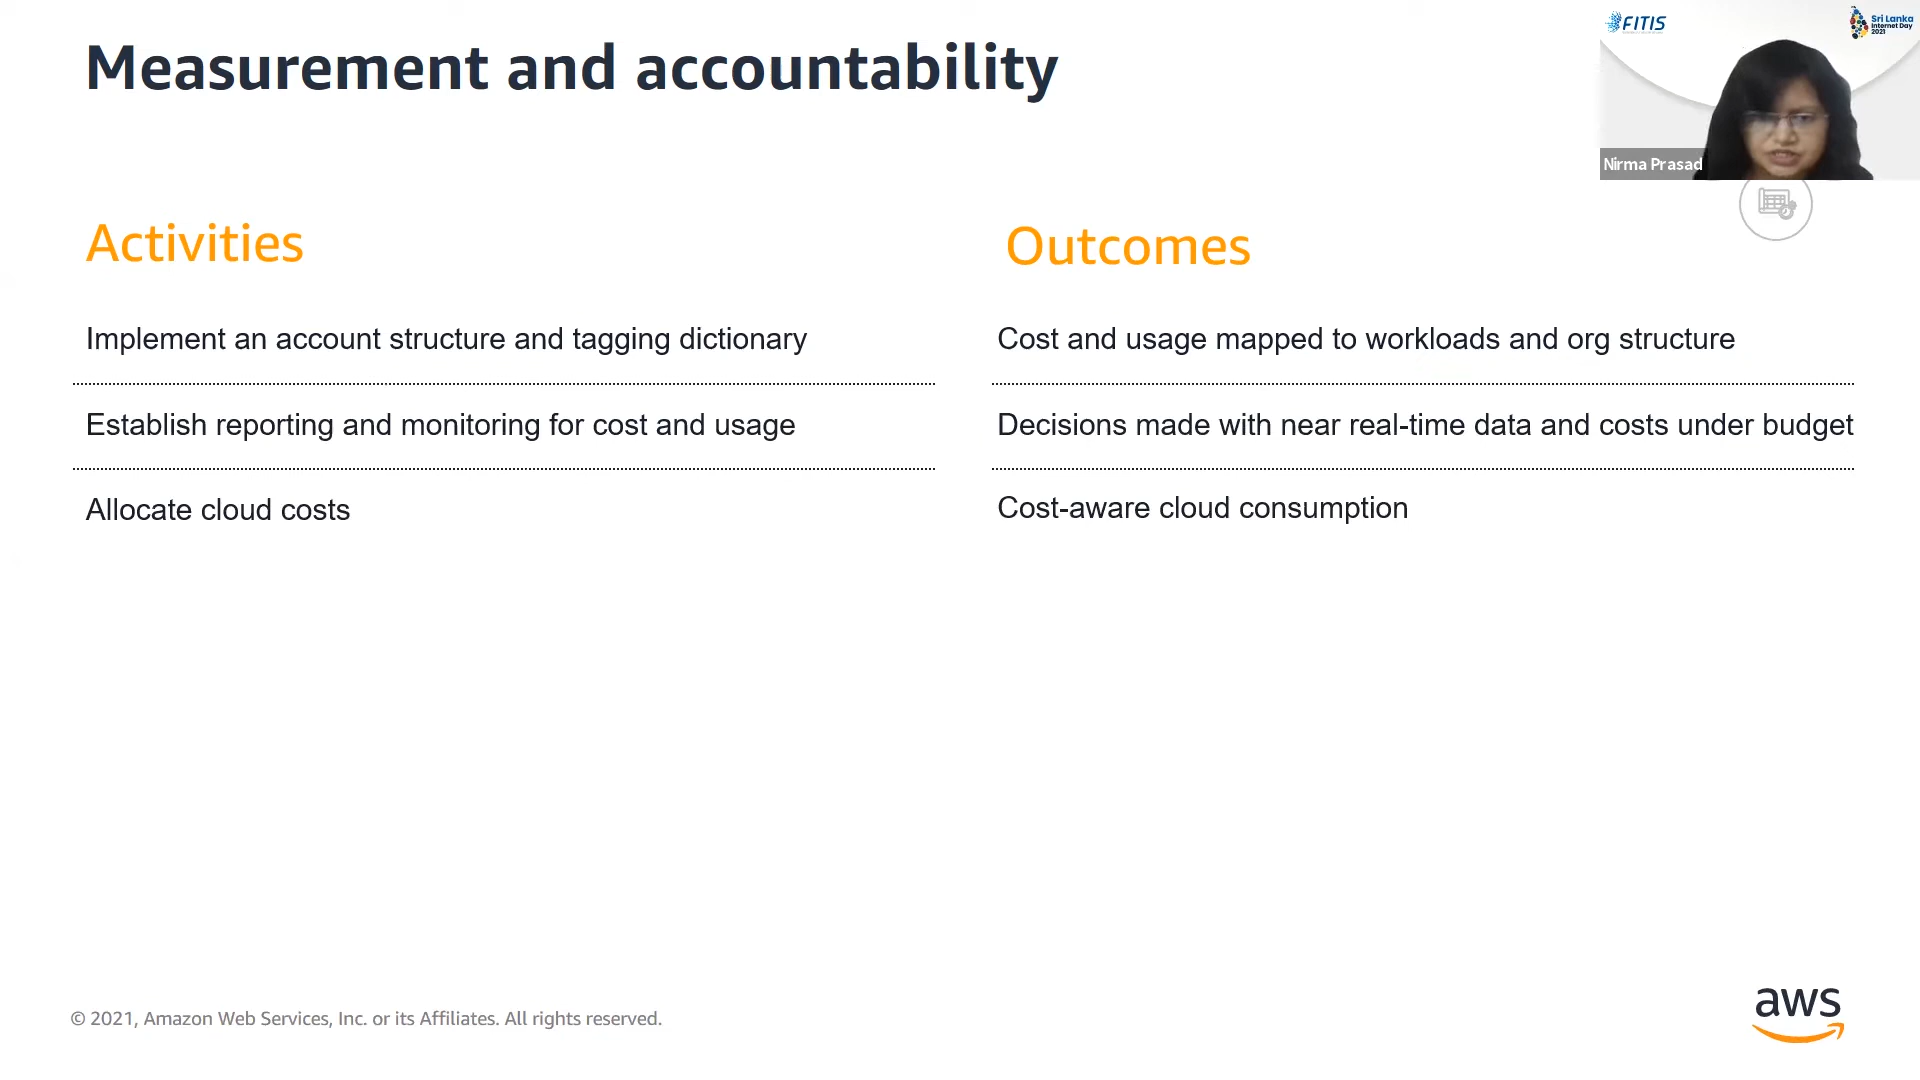 Measurement and accountability
FITIS
Sri Lanka
Internet Day
2021
Nirma Prasad
Activities
Outcomes
Implement an account structure and tagging dictionary
Cost and usage mapped to workloads and org structure
Establish reporting and monitoring for cost and usage
Decisions made with near real-time data and costs under budget
Allocate cloud costs
Cost-aware cloud consumption
© 2021, Amazon Web Services, Inc. or its Affiliates. All rights reserved.
aws